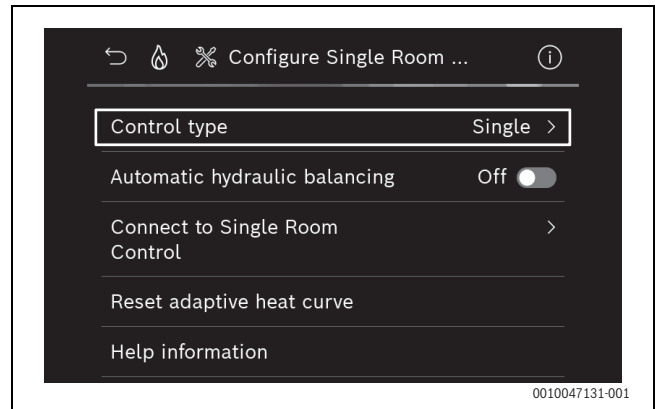 Configure Single Room ...
Control type Single >
Automatic hydraulic balancing Off
Connect to Single Room >
Control
Reset adaptive heat curve
Help information
0010047131-001